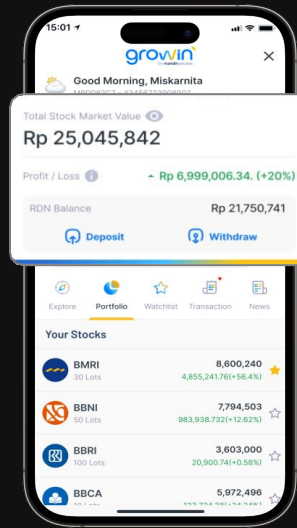 15:01
growin
by mandiri sekuritas
Good Morning, Miskarnita
Total Stock Market Value
Rp 25,045,842
Profit / Loss Rp 6,999,006.34. (+20%)
RDN Balance Rp 21,750,741
Deposit Withdraw
Explore Portfolio Watchlist Transaction News
Your Stocks
BMRI 8,600,240
30 Lots 4,855,241.76(+56.4%)
BBNI 7,794,503
50 Lots 983,938.732(+12.62%)
BBRI 3,603,000
100 Lots 20,900.74(+0.58%)
BBCA 5,972,496